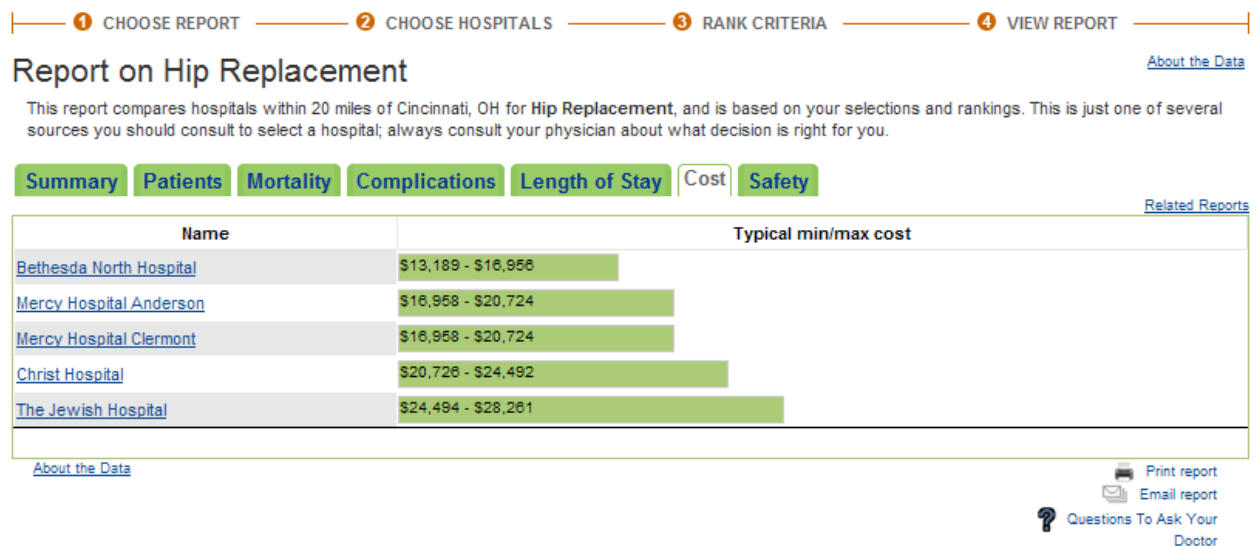 1 CHOOSE REPORT 2 CHOOSE HOSPITALS 3 RANK CRITERIA 4 VIEW REPORT
Report on Hip Replacement
About the Data
This report compares hospitals within 20 miles of Cincinnati, OH for Hip Replacement, and is based on your selections and rankings. This is just one of several
sources you should consult to select a hospital; always consult your physician about what decision is right for you.
Summary Patients Mortality Complications Length of Stay Cost Safety
Related Reports
Name Typical min/max cost
Bethesda North Hospital $13,189 - $16,956
Mercy Hospital Anderson $16,958 - $20,724
Mercy Hospital Clermont $16,958 - $20,724
Christ Hospital $20,726 - $24,492
The Jewish Hospital $24,494 - $28,261
About the Data
Print report
Email report
? Questions To Ask Your
Doctor